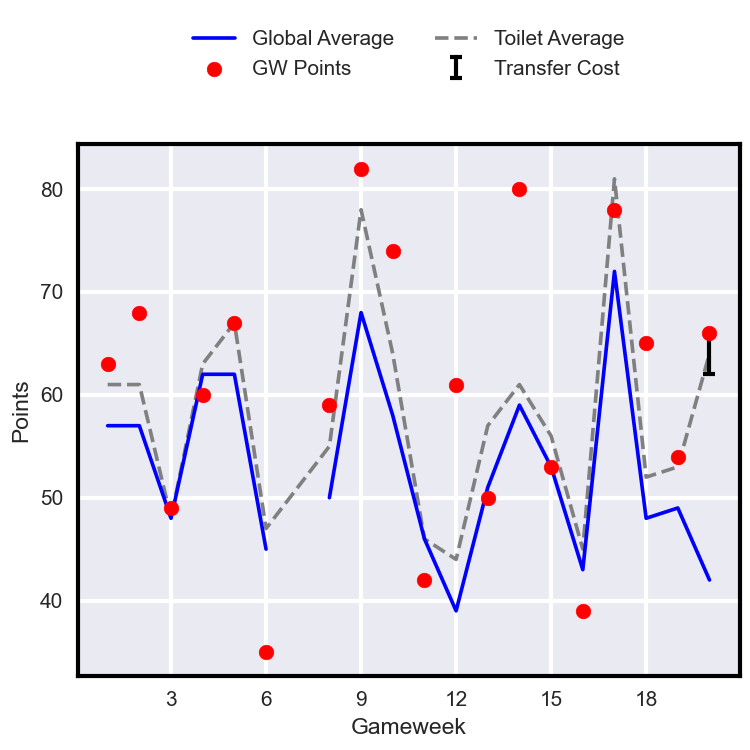 Global Average
Toilet Average
GW Points
Transfer Cost
80
70
60
50
40
Points
3
6
9
12
15
18
Gameweek